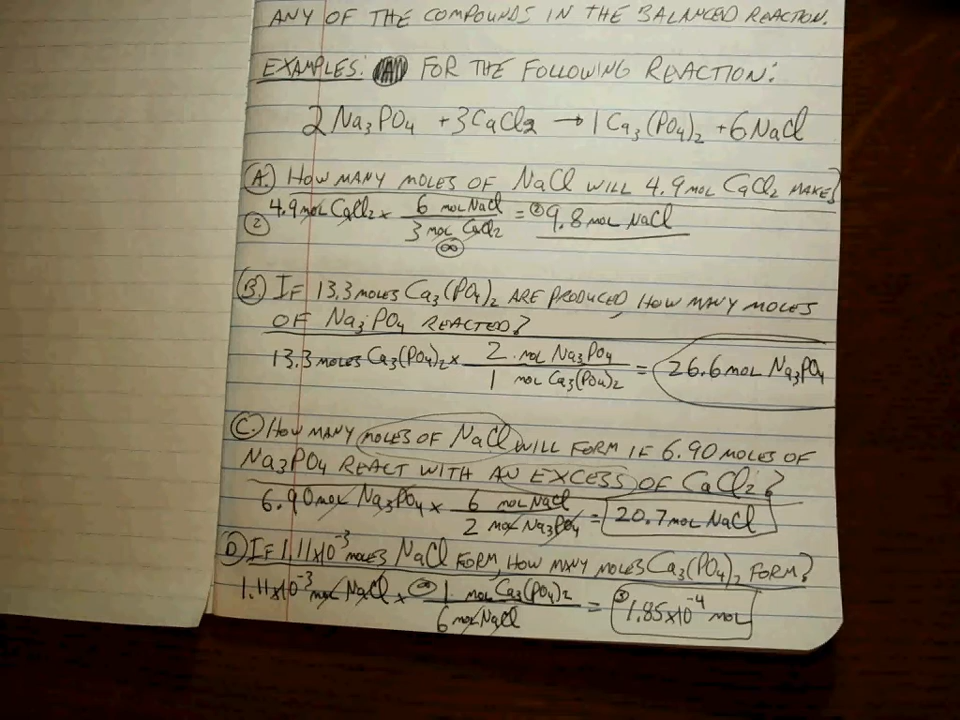 ANY OF THE COMPOUNDS IN THE BALANCED REACTION.
EXAMPLES: FOR THE FOLLOWING REACTION:
2Na₃PO₄ + 3CaCl₂ → 1Ca₃(PO₄)₂ + 6NaCl
(A.) HOW MANY MOLES OF NaCl WILL 4.9 mol CaCl₂ MAKE?
4.9 mol CaCl₂ × 6 mol NaCl / 3 mol CaCl₂ = ② 9.8 mol NaCl
② ∞
(B.) IF 13.3 MOLES Ca₃(PO₄)₂ ARE PRODUCED, HOW MANY MOLES
OF Na₃PO₄ REACTED?
13.3 MOLES Ca₃(PO₄)₂ × 2 mol Na₃PO₄ / 1 mol Ca₃(PO₄)₂ = 26.6 mol Na₃PO₄
(C.) HOW MANY MOLES OF NaCl WILL FORM IF 6.90 MOLES OF
Na₃PO₄ REACT WITH AN EXCESS OF CaCl₂?
6.90 mol Na₃PO₄ × 6 mol NaCl / 2 mol Na₃PO₄ = 20.7 mol NaCl
(D) IF 1.11×10⁻³ MOLES NaCl FORM, HOW MANY MOLES Ca₃(PO₄)₂ FORM?
1.11×10⁻³ mol NaCl × ∞ 1 mol Ca₃(PO₄)₂ / 6 mol NaCl = ③ 1.85×10⁻⁴ mol